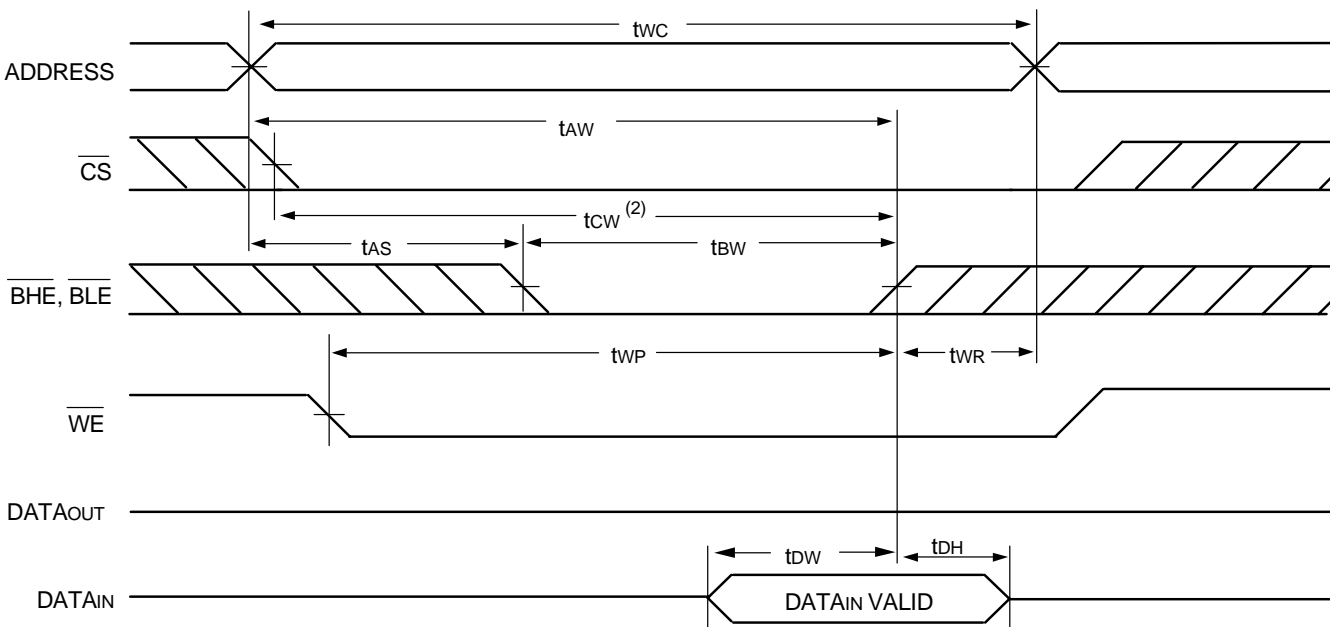 tWC
ADDRESS
tAW
CS
tCW (2)
tAS
tBW
BHE, BLE
tWP
tWR
WE
DATAOUT
tDW
tDH
DATAIN
DATAIN VALID